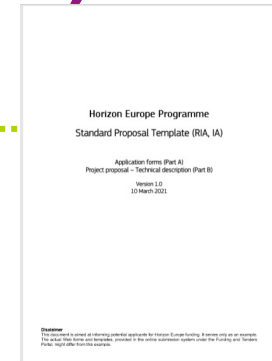 Horizon Europe Programme
Standard Proposal Template (RIA, IA)
Application forms (Part A)
Project proposal – Technical description (Part B)
Version 1.0
10 March 2021
Disclaimer
This document is aimed at informing potential applicants for Horizon Europe funding. It serves only as an example.
The actual Web forms and templates, provided in the online submission system under the Funding and Tenders
Portal, might differ from this example.